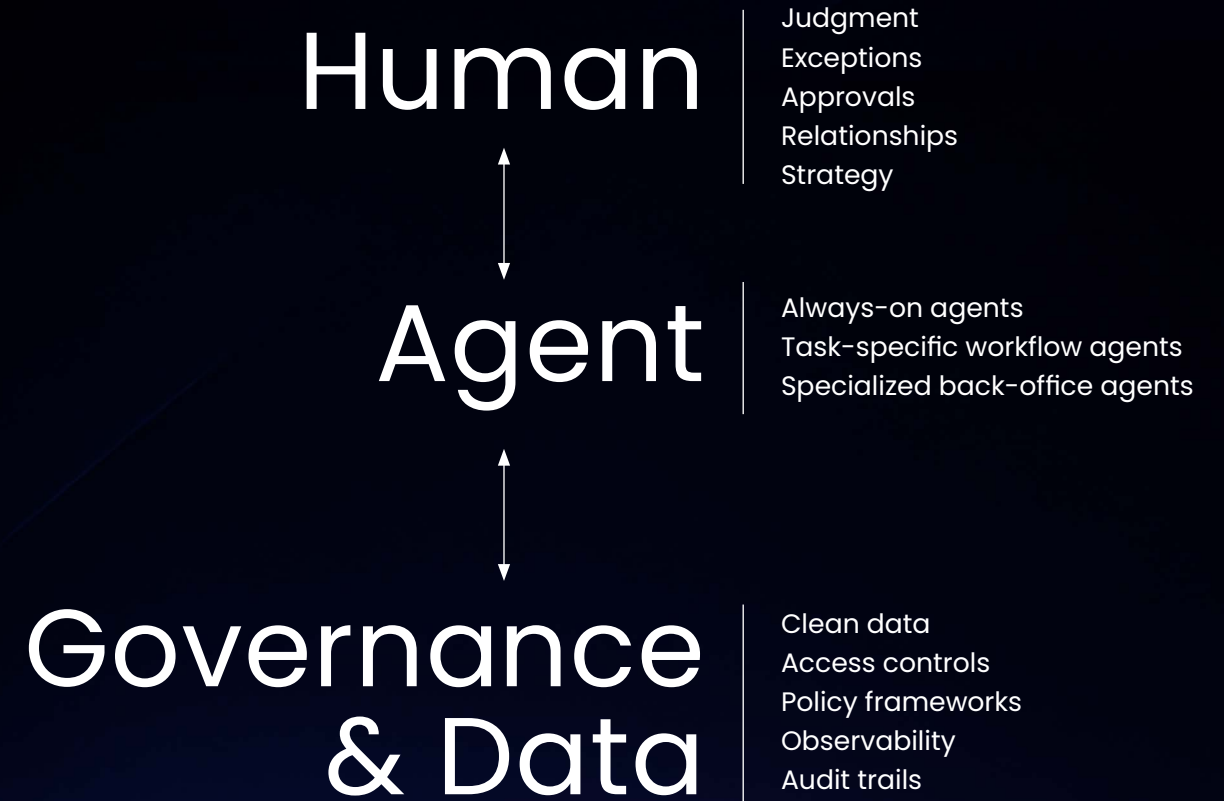 Human
Judgment
Exceptions
Approvals
Relationships
Strategy
Agent
Always-on agents
Task-specific workflow agents
Specialized back-office agents
Governance
& Data
Clean data
Access controls
Policy frameworks
Observability
Audit trails